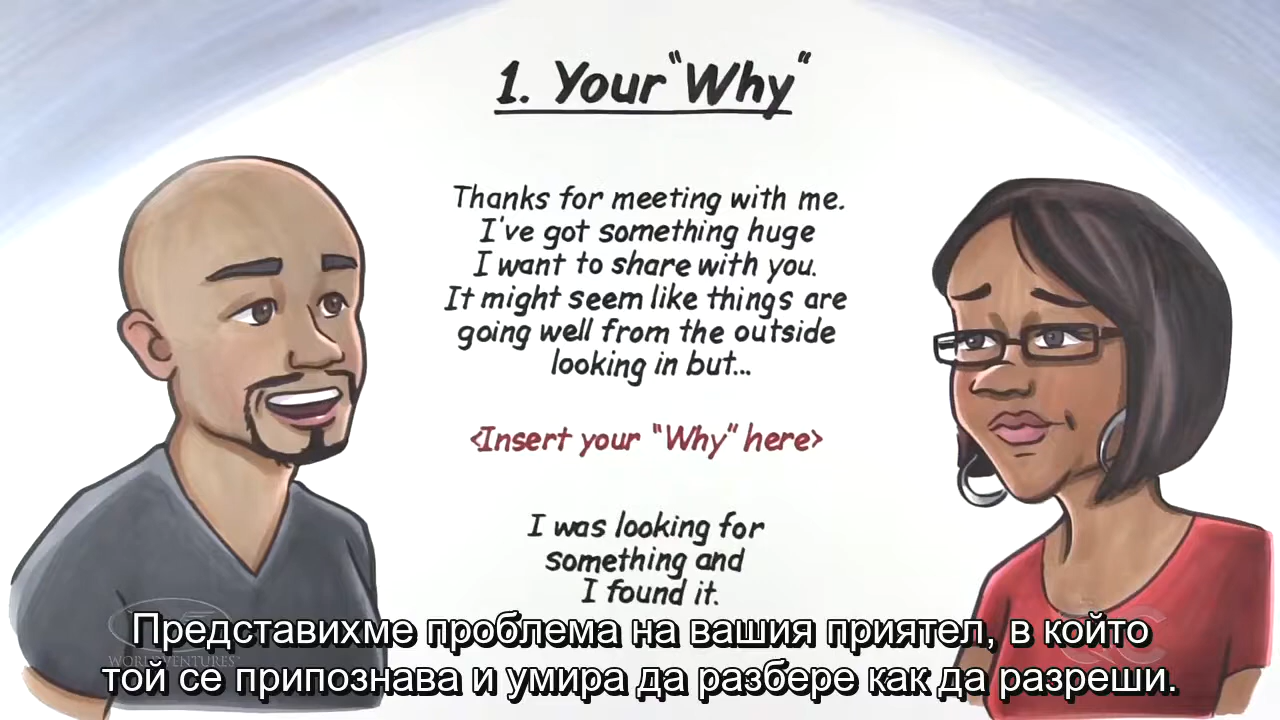 1. Your "Why"
Thanks for meeting with me.
I've got something huge
I want to share with you.
It might seem like things are
going well from the outside
looking in but...
<Insert your "Why" here>
I was looking for
something and
I found it.
Представихме проблема на вашия приятел, в който
WORLDVENTURES
той се припознава и умира да разбере как да разреши.